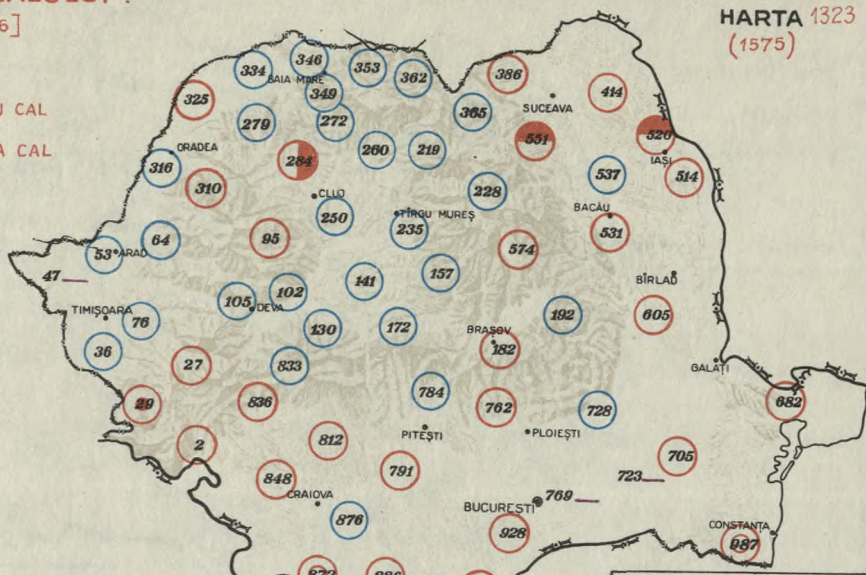 HARTA 1323
(1575)
6]
U CAL
A CAL
346
334
353
362
386
BAIA MARE
349
325
414
SUCEAVA
365
279
272
551
520
ORADEA
260
219
284
IAȘI
316
537
514
310
228
CLUJ
250
TÎRGU MUREȘ
BACĂU
235
531
64
95
574
53
ARAD
47
157
141
BÎRLAD
105
102
DEVA
TIMIȘOARA
76
130
172
192
605
BRAȘOV
36
182
27
833
GALAȚI
784
29
836
762
728
682
PITEȘTI
PLOIEȘTI
2
812
705
791
848
723
CRAIOVA
769
BUCUREȘTI
876
928
CONSTANȚA
987